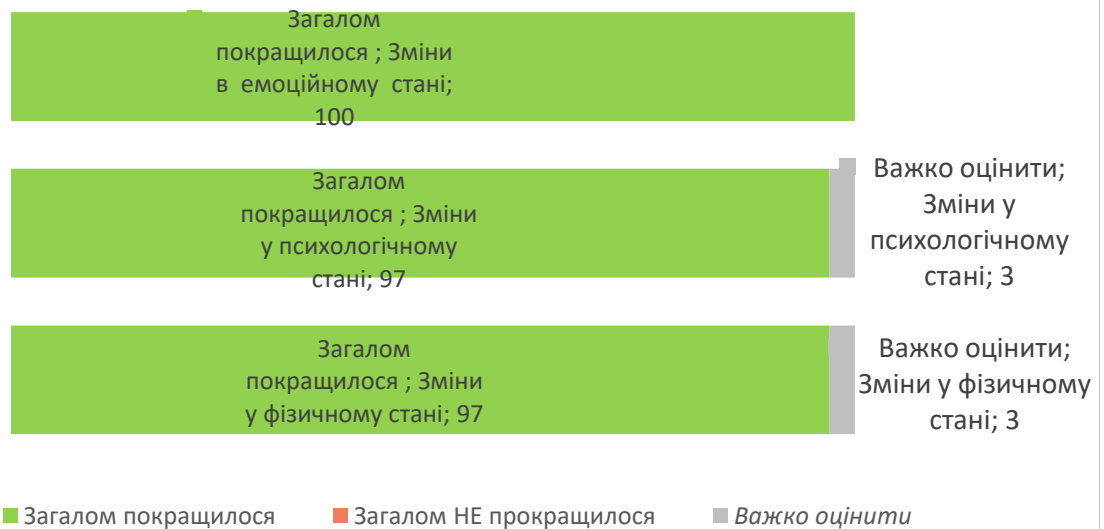 Загалом
покращилося ; Зміни
в емоційному стані;
100
Загалом
покращилося ; Зміни
у психологічному
стані; 97
Важко оцінити;
Зміни у
психологічному
стані; 3
Загалом
покращилося ; Зміни
у фізичному стані; 97
Важко оцінити;
Зміни у фізичному
стані; 3
Загалом покращилося Загалом НЕ прокращилося Важко оцінити